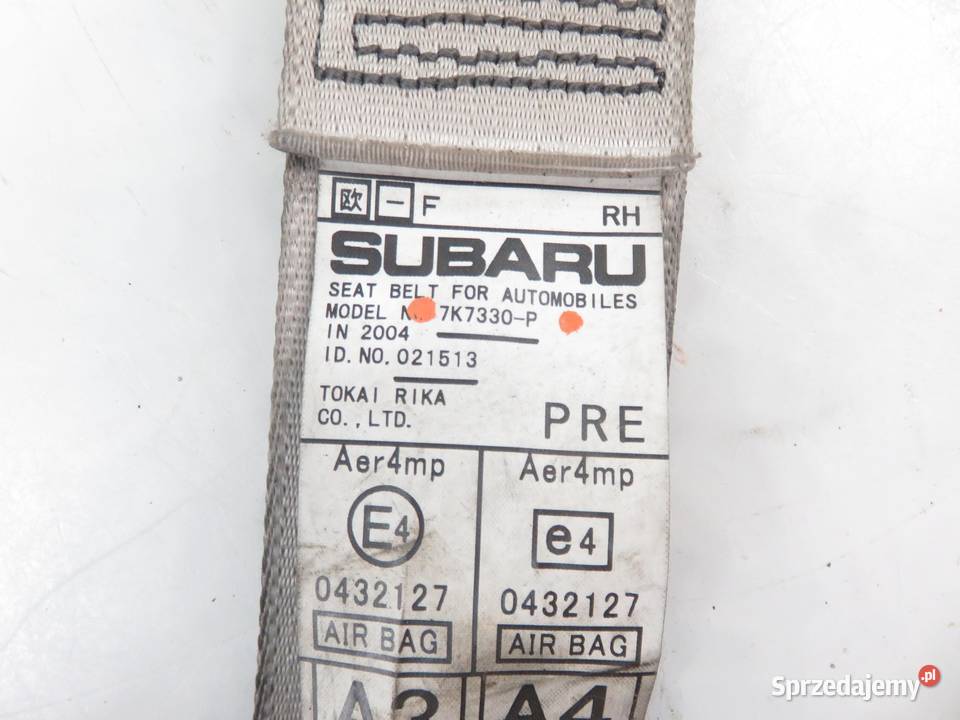 欧 一 F RH
SUBARU
SEAT BELT FOR AUTOMOBILES
MODEL 7K7330-P
IN 2004
ID. NO. 021513
TOKAI RIKA
CO., LTD. PRE
Aer4mp Aer4mp
E4 e4
0432127 0432127
AIR BAG AIR BAG
A4
Sprzedajemy.pl